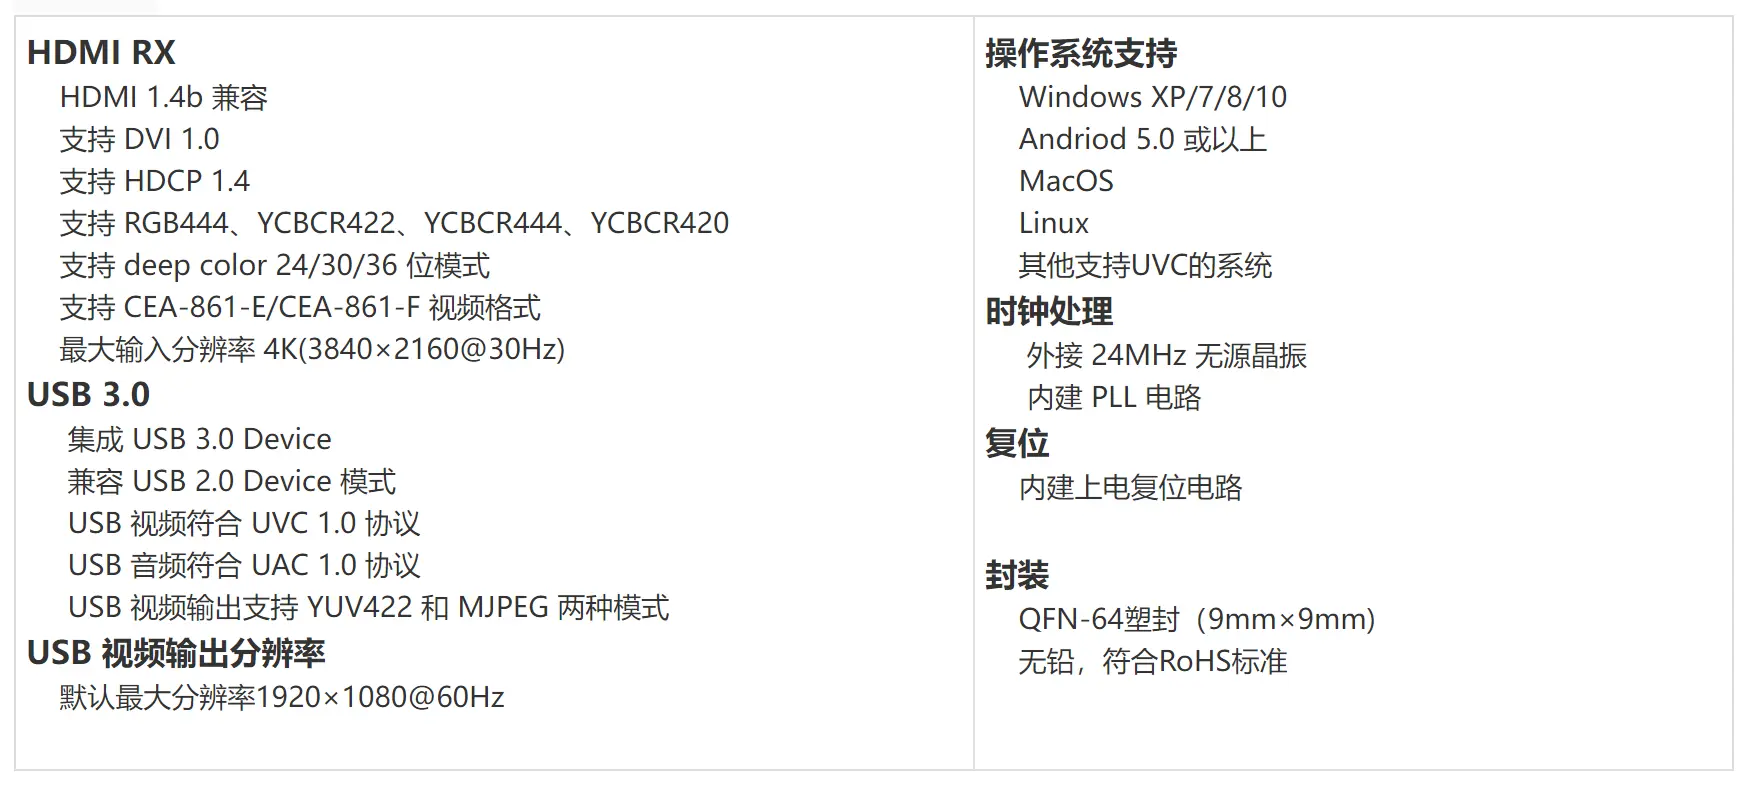 HDMI RX
HDMI 1.4b 兼容
支持 DVI 1.0
支持 HDCP 1.4
支持 RGB444、YCBCR422、YCBCR444、YCBCR420
支持 deep color 24/30/36 位模式
支持 CEA-861-E/CEA-861-F 视频格式
最大输入分辨率 4K(3840×2160@30Hz)
USB 3.0
集成 USB 3.0 Device
兼容 USB 2.0 Device 模式
USB 视频符合 UVC 1.0 协议
USB 音频符合 UAC 1.0 协议
USB 视频输出支持 YUV422 和 MJPEG 两种模式
USB 视频输出分辨率
默认最大分辨率1920×1080@60Hz
操作系统支持
Windows XP/7/8/10
Andriod 5.0 或以上
MacOS
Linux
其他支持UVC的系统
时钟处理
外接 24MHz 无源晶振
内建 PLL 电路
复位
内建上电复位电路
封装
QFN-64塑封（9mm×9mm)
无铅，符合RoHS标准